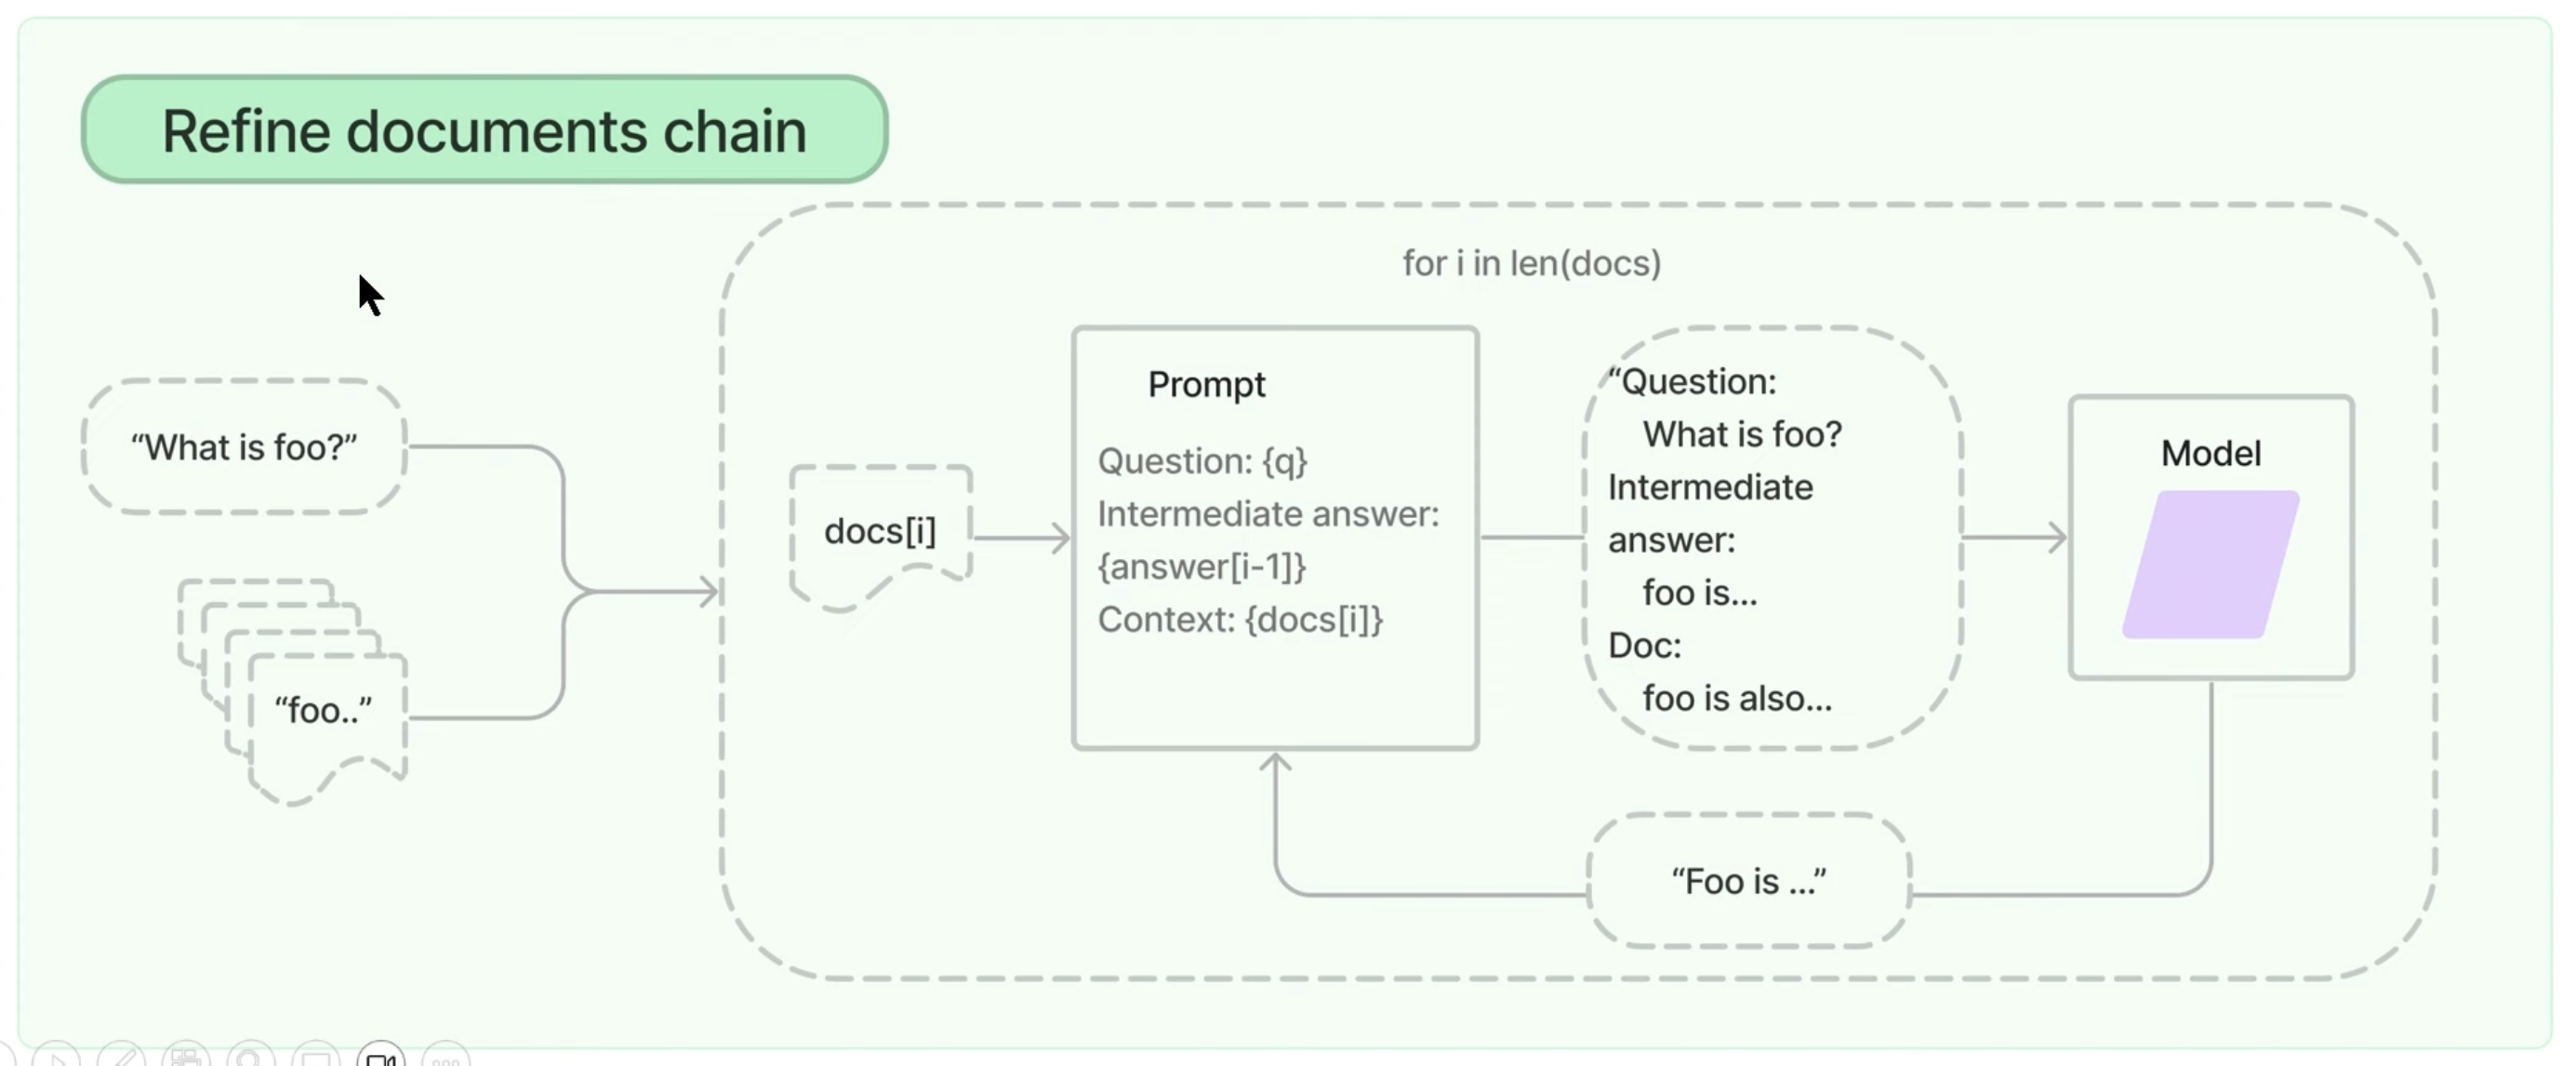 Refine documents chain
for i in len(docs)
“What is foo?”
“foo..”
docs[i]
Prompt
Question: {q}
Intermediate answer:
{answer[i-1]}
Context: {docs[i]}
“Question:
What is foo?
Intermediate
answer:
foo is...
Doc:
foo is also...
Model
“Foo is ...”